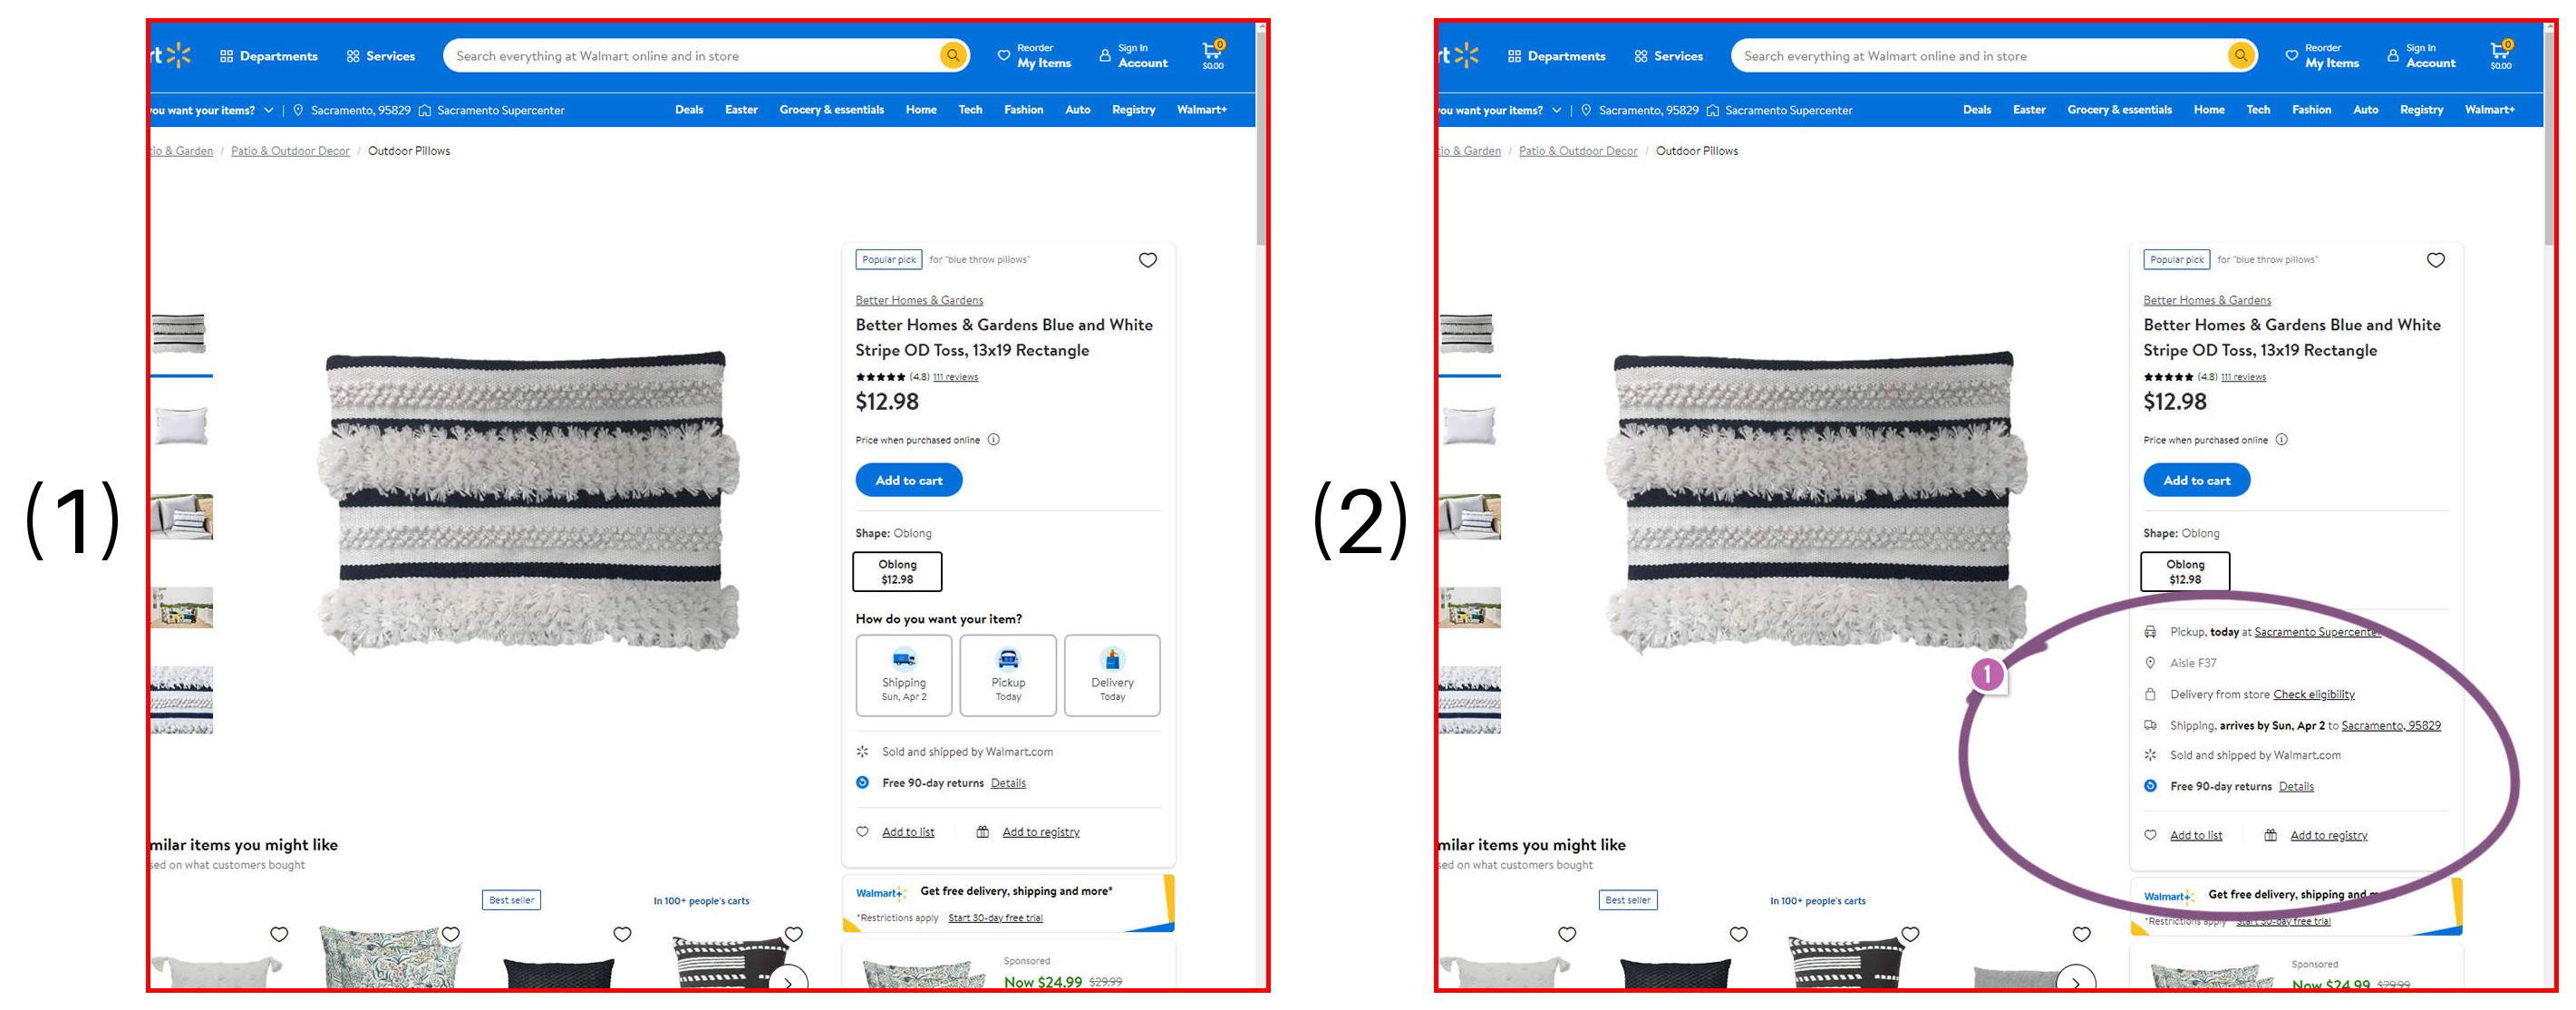 (1)
rt
Departments
Services
Search everything at Walmart online and in store
Reorder
My Items
Sign In
Account
0
$0.00
you want your items?
Sacramento, 95829
Sacramento Supercenter
Deals
Easter
Grocery & essentials
Home
Tech
Fashion
Auto
Registry
Walmart+
tio & Garden / Patio & Outdoor Decor / Outdoor Pillows
Popular pick
for "blue throw pillows"
Better Homes & Gardens
Better Homes & Gardens Blue and White
Stripe OD Toss, 13x19 Rectangle
(4.8) 111 reviews
$12.98
Price when purchased online
Add to cart
Shape: Oblong
Oblong
$12.98
How do you want your item?
Shipping
Sun, Apr 2
Pickup
Today
Delivery
Today
Sold and shipped by Walmart.com
Free 90-day returns Details
Add to list
Add to registry
milar items you might like
sed on what customers bought
Best seller
In 100+ people's carts
Walmart+
Get free delivery, shipping and more*
*Restrictions apply
Start 30-day free trial
Sponsored
Now $24.99 $29.99
(2)
rt
Departments
Services
Search everything at Walmart online and in store
Reorder
My Items
Sign In
Account
0
$0.00
ou want your items?
Sacramento, 95829
Sacramento Supercenter
Deals
Easter
Grocery & essentials
Home
Tech
Fashion
Auto
Registry
Walmart+
tio & Garden / Patio & Outdoor Decor / Outdoor Pillows
Popular pick
for "blue throw pillows"
Better Homes & Gardens
Better Homes & Gardens Blue and White
Stripe OD Toss, 13x19 Rectangle
(4.8) 111 reviews
$12.98
Price when purchased online
Add to cart
Shape: Oblong
Oblong
$12.98
1
Pickup, today at Sacramento Supercenter
Aisle F37
Delivery from store Check eligibility
Shipping, arrives by Sun, Apr 2 to Sacramento, 95829
Sold and shipped by Walmart.com
Free 90-day returns Details
Add to list
Add to registry
milar items you might like
sed on what customers bought
Best seller
In 100+ people's carts
Walmart+
Get free delivery, shipping and m
*Restrictions apply
Start 30-day free trial
Sponsored
Now $24.99 $29.99